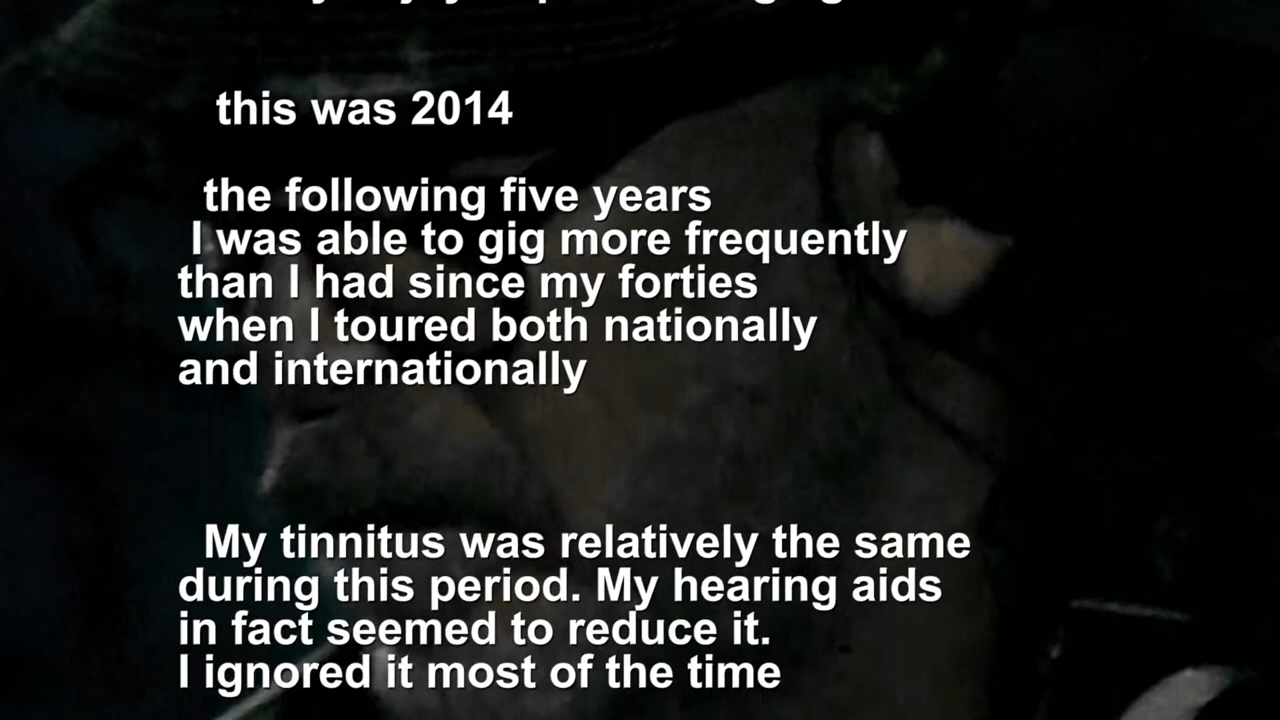 this was 2014
the following five years
I was able to gig more frequently
than I had since my forties
when I toured both nationally
and internationally
My tinnitus was relatively the same
during this period. My hearing aids
in fact seemed to reduce it.
I ignored it most of the time